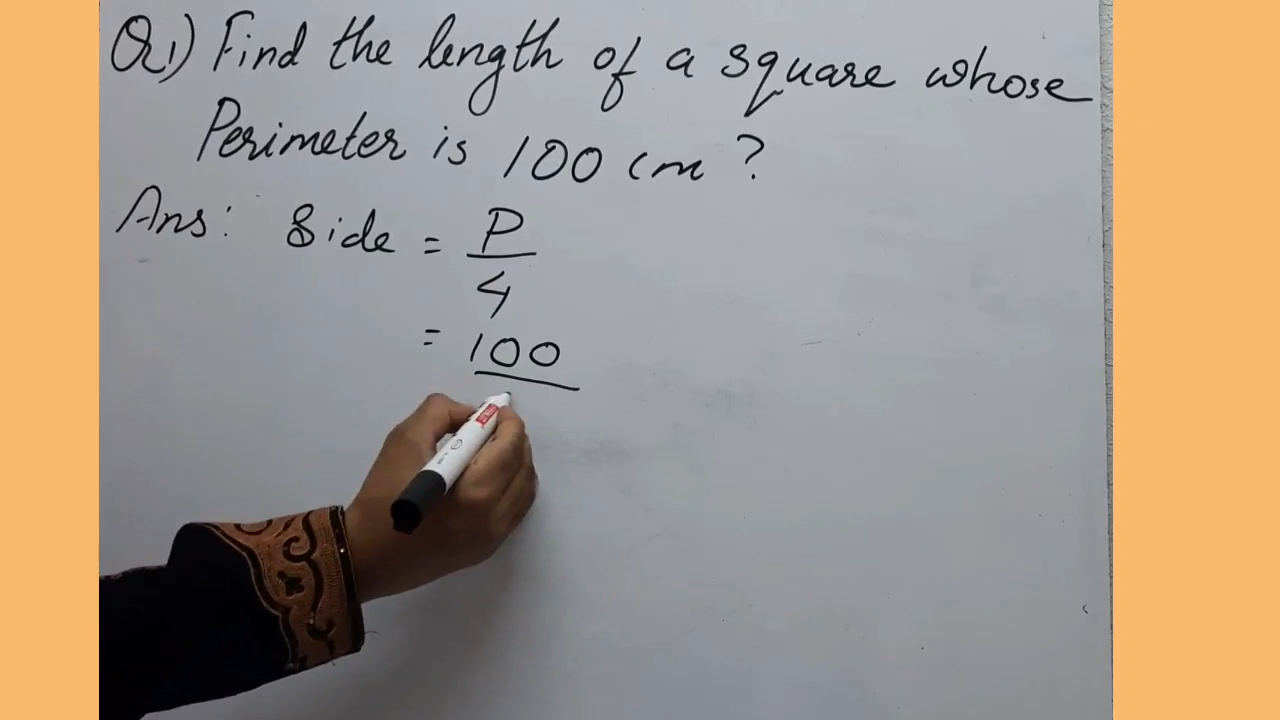 Q1) Find the length of a square whose
Perimeter is 100 cm ?
Ans: Side = P
4
= 100